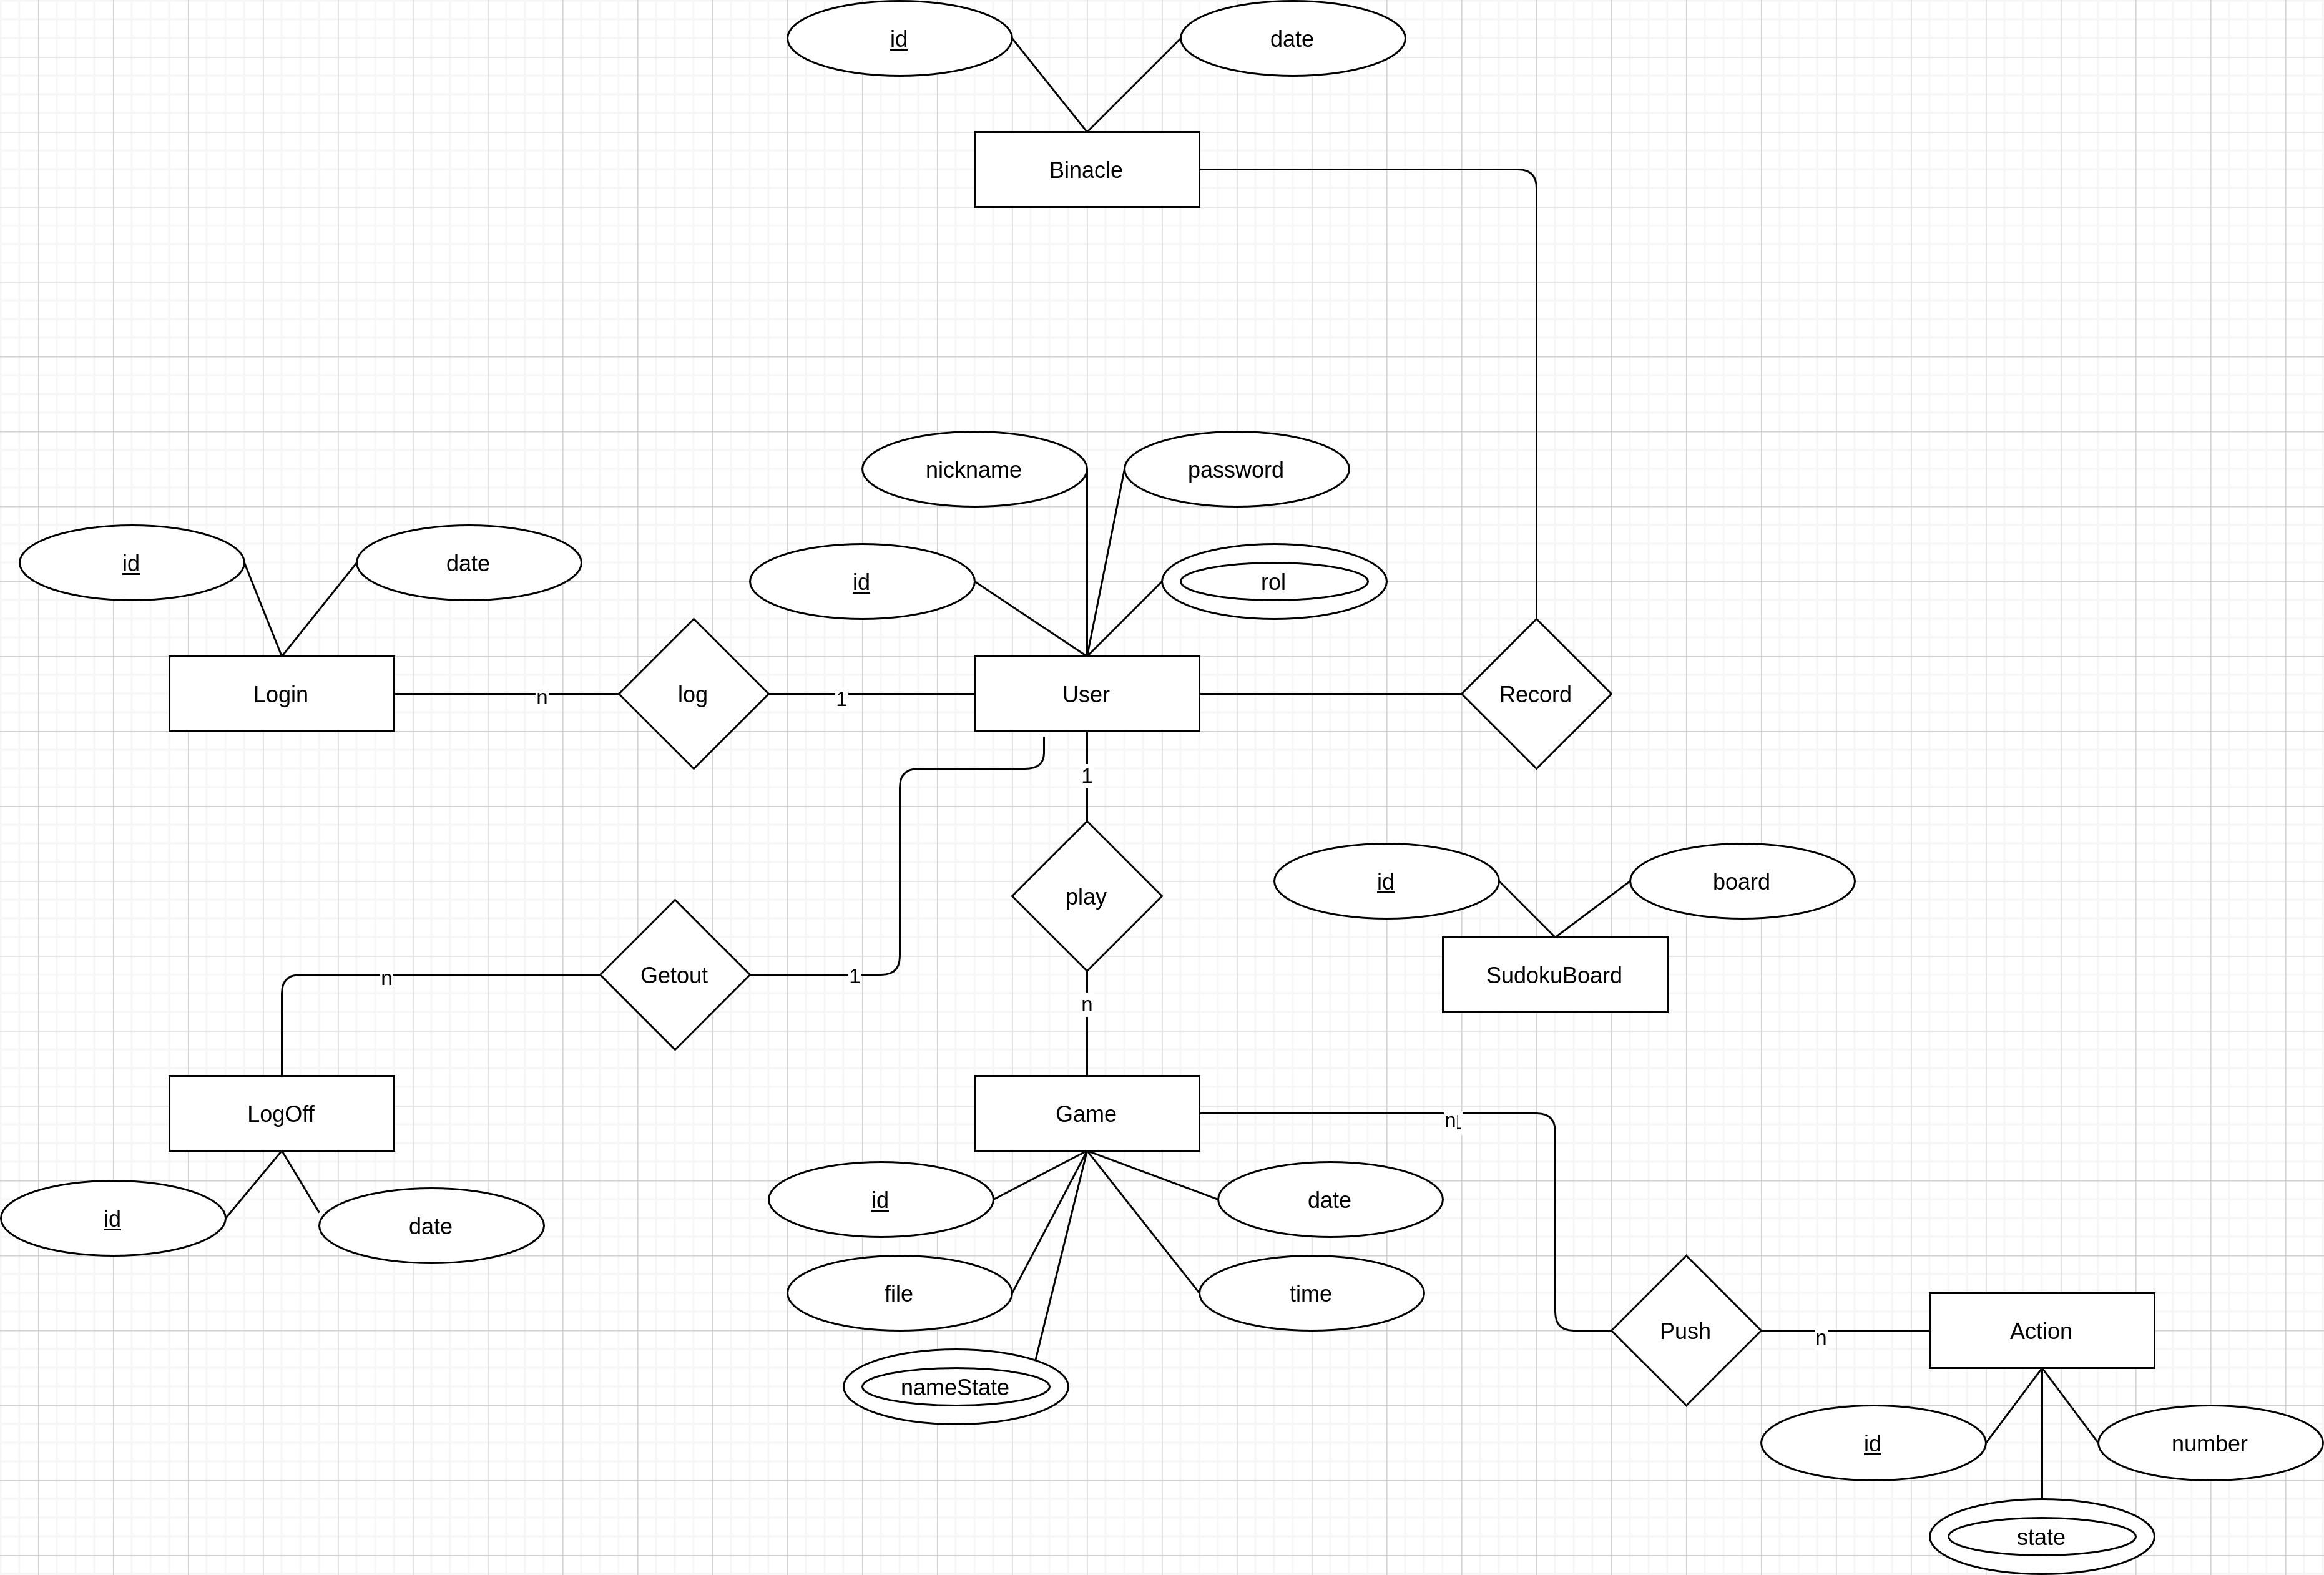 id
date
Binacle
nickname
password
id
date
id
rol
Login
n
log
1
User
Record
1
id
board
play
n
Getout
1
SudokuBoard
n
LogOff
Game
n
id
date
id
date
file
time
nameState
Push
n
Action
id
number
state